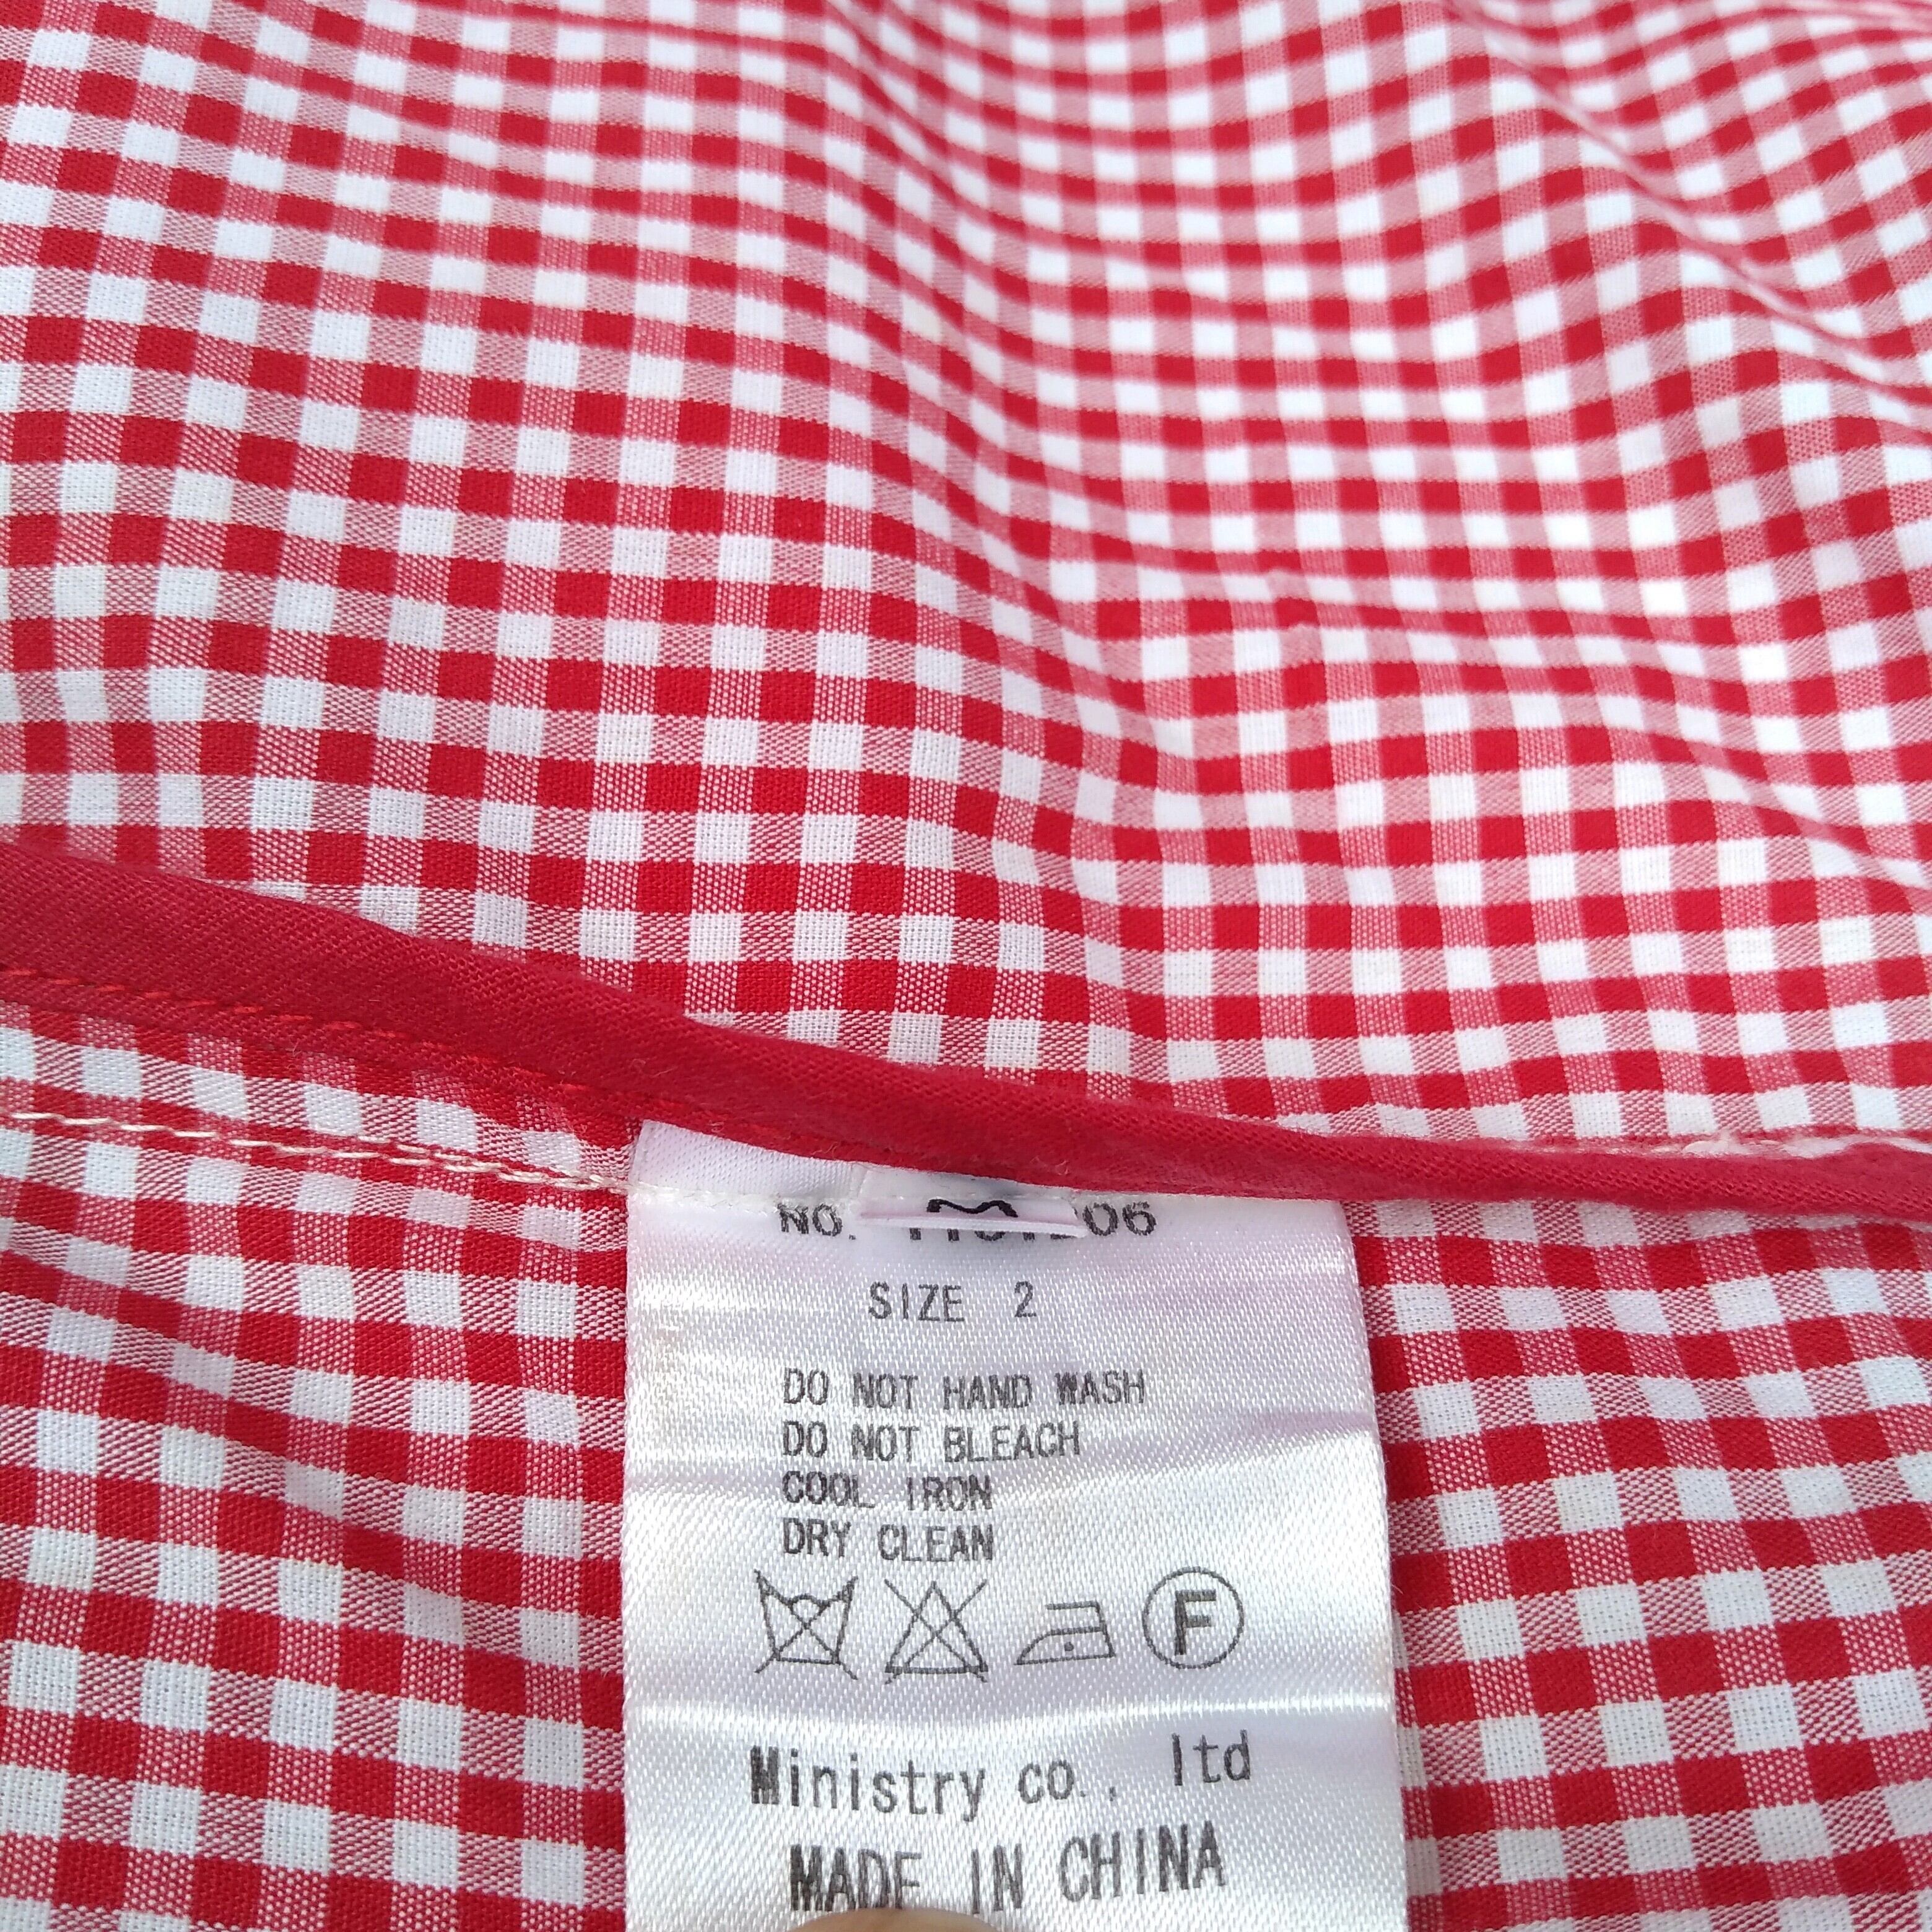 M
NO.
SIZE 2
DO NOT HAND WASH
DO NOT BLEACH
COOL IRON
DRY CLEAN
F
Ministry co., ltd
MADE IN CHINA